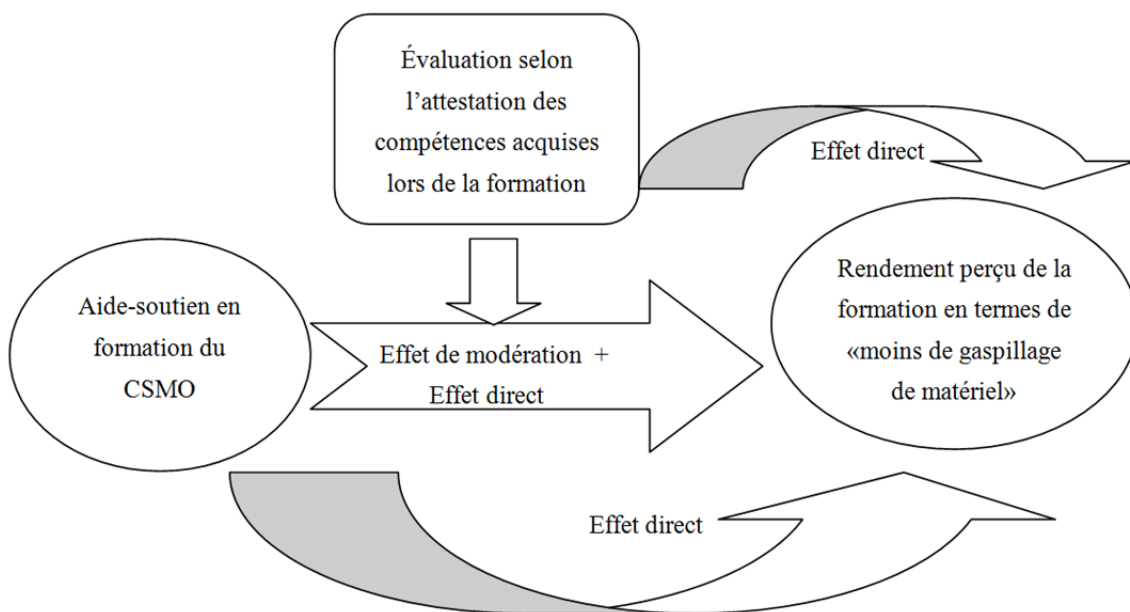 Évaluation selon
l’attestation des
compétences acquises
lors de la formation
Effet direct
Aide-soutien en
formation du
CSMO
Effet de modération +
Effet direct
Rendement perçu de la
formation en termes de
«moins de gaspillage
de matériel»
Effet direct